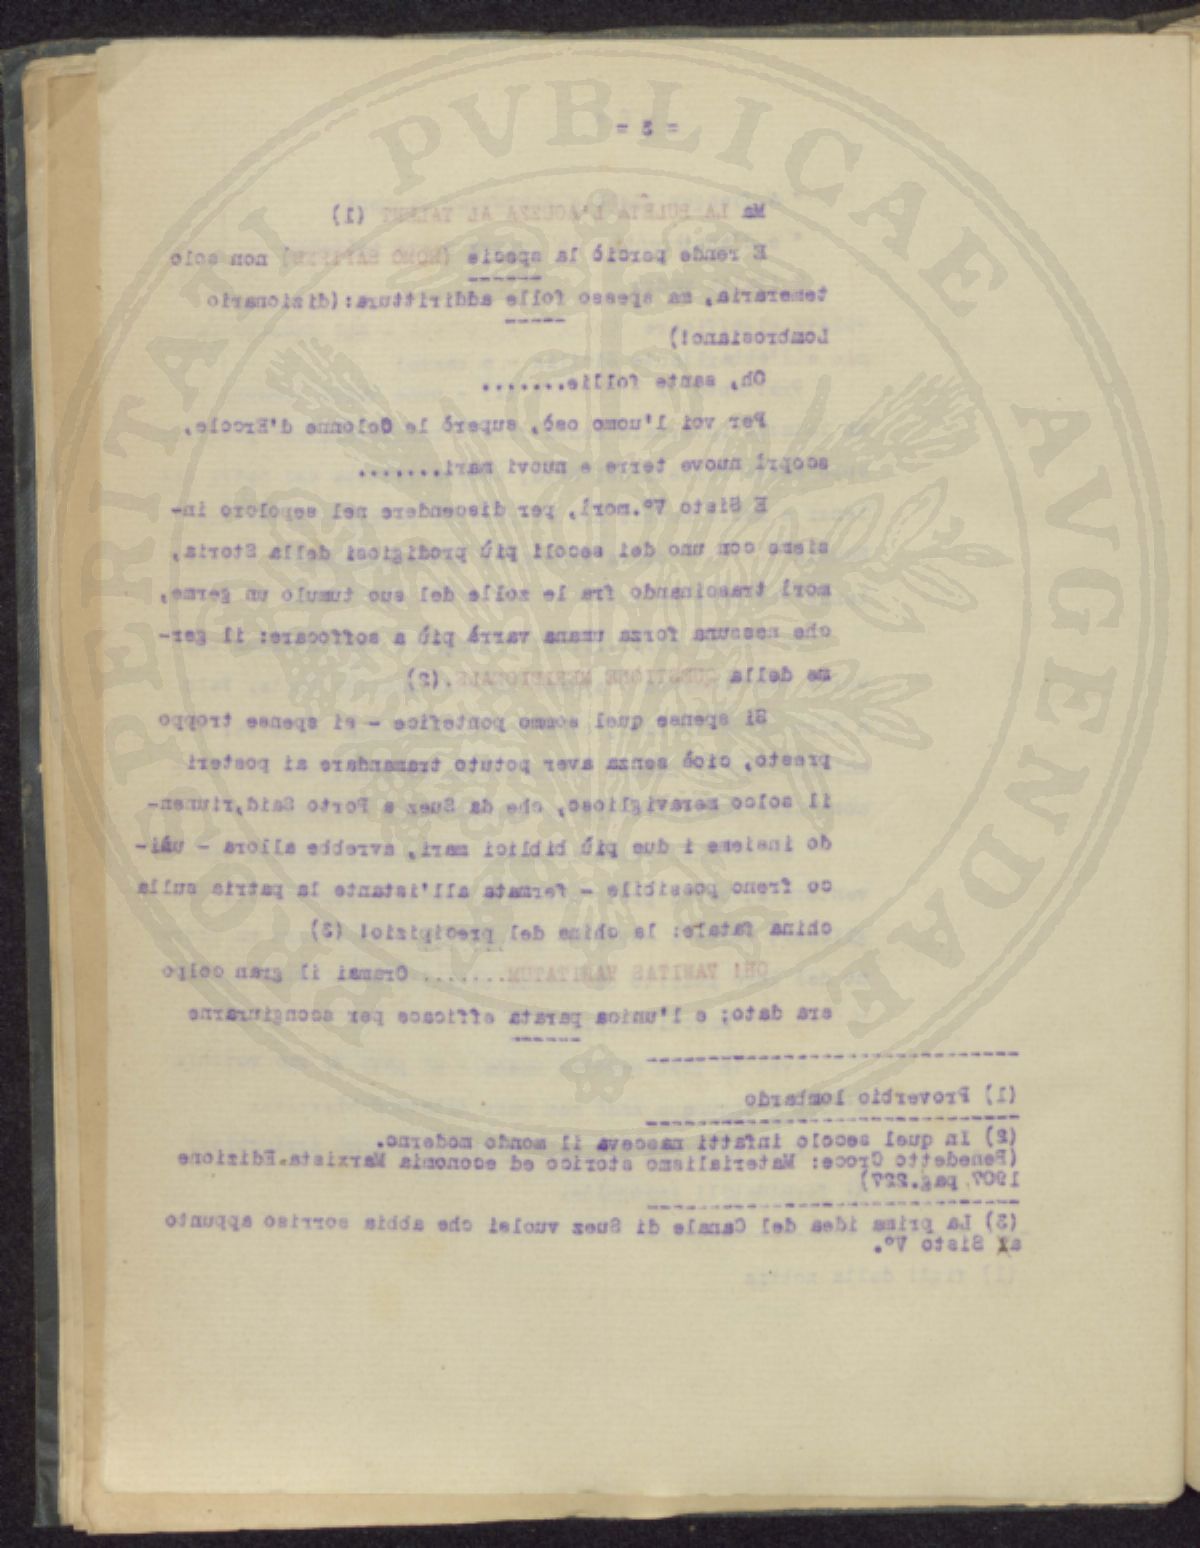 = 3 =
Ma LA BOLETA L'AGUZZA AL TALENT (1)
E rende perciò la specie (HOMO SAPIENS) non solo
temeraria, ma spesso folle addirittura:(dizionario
Lombrosiano!)
Oh, sante follie.......
Per voi l'uomo osò, superò le Colonne d'Ercole,
scoprì nuove terre e nuovi mari.......
E Sisto V°.morì, per discendere nel sepolcro in-
sieme con uno dei secoli più prodigiosi della Storia,
morì trascinando fra le zolle del suo tumulo un germe,
che nessuna forza umana varrà più a soffocare: il ger-
me della QUESTIONE MERIDIONALE.(2)
Si spense quel sommo pontefice - si spense troppo
presto, cioè senza aver potuto tramandare ai posteri
il solco meraviglioso, che da Suez a Porto Said,riunen-
do insieme i due più biblici mari, avrebbe allora - uni-
co freno possibile - fermata all'istante la patria sulla
china fatale: la china del precipizio! (3)
OH! VANITAS VANITATUM....... Oramai il gran colpo
era dato; e l'unica parata efficace per scongiurarne
(1) Proverbio lombardo
(2) In quel secolo infatti nasceva il mondo moderno.
(Benedetto Croce: Materialismo storico ed economia Marxista.Edizione
1907, pag.227)
(3) La prima idea del Canale di Suez vuolsi che abbia sorriso appunto
a Sisto V°.
PROSPERITATI PVBLICAE AVGENDAE